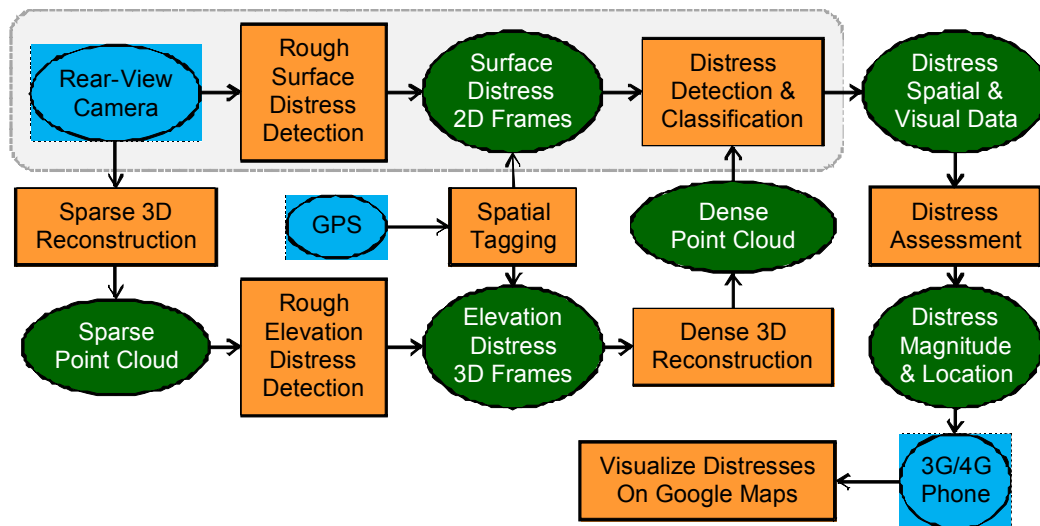 Rear-View
Camera
Rough
Surface
Distress
Detection
Surface
Distress
2D Frames
Distress
Detection &
Classification
Distress
Spatial &
Visual Data
Sparse 3D
Reconstruction
GPS
Spatial
Tagging
Dense
Point Cloud
Distress
Assessment
Sparse
Point Cloud
Rough
Elevation
Distress
Detection
Elevation
Distress
3D Frames
Dense 3D
Reconstruction
Distress
Magnitude
& Location
Visualize Distresses
On Google Maps
3G/4G
Phone